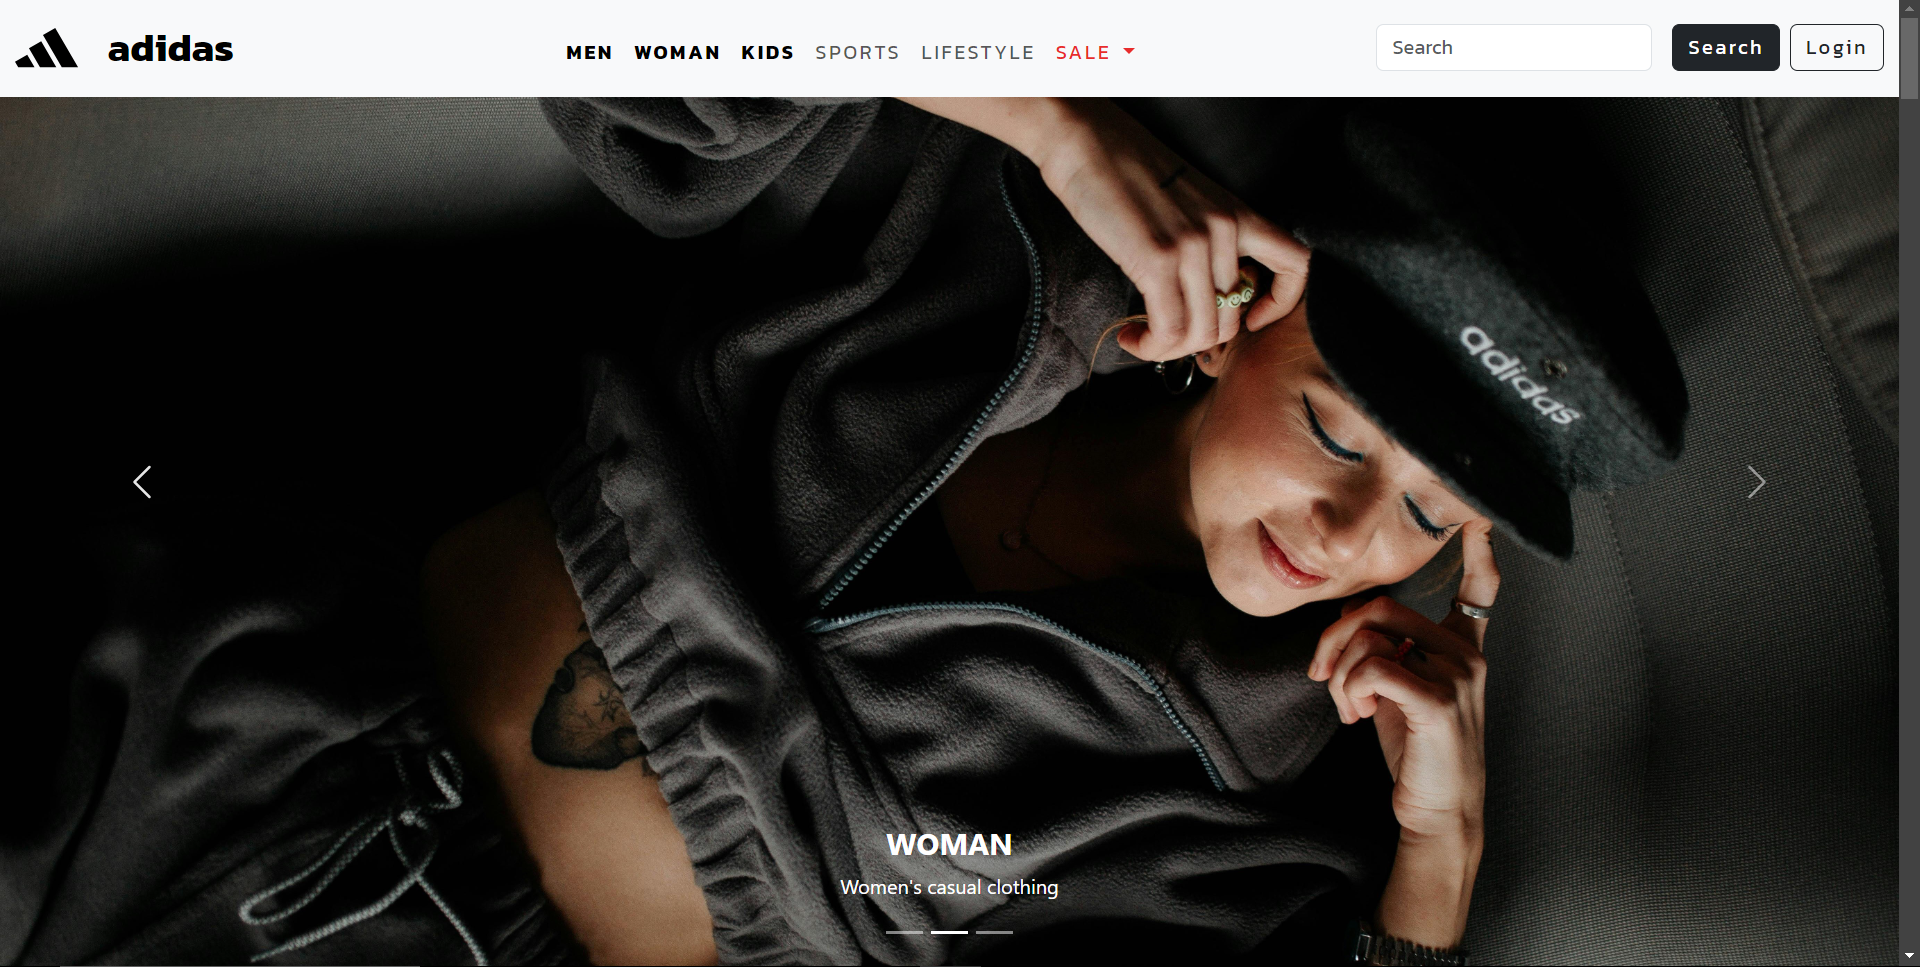 adidas
MEN WOMAN KIDS SPORTS LIFESTYLE SALE
Search
Search
Login
adidas
WOMAN
Women's casual clothing